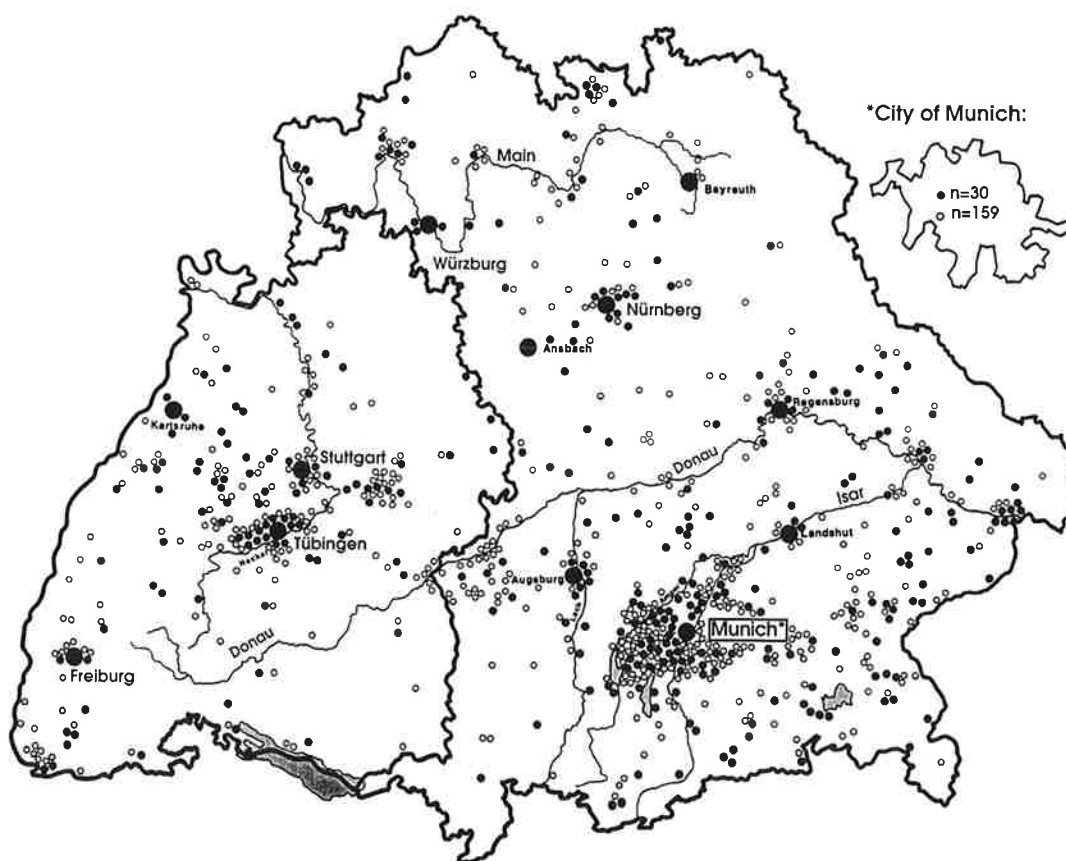 *City of Munich:
n=30
n=159
Main
Bayreuth
Würzburg
Nürnberg
Ansbach
Karlsruhe
Regensburg
Stuttgart
Donau
Isar
Tübingen
Neckar
Landshut
Augsburg
Munich*
Donau
Freiburg